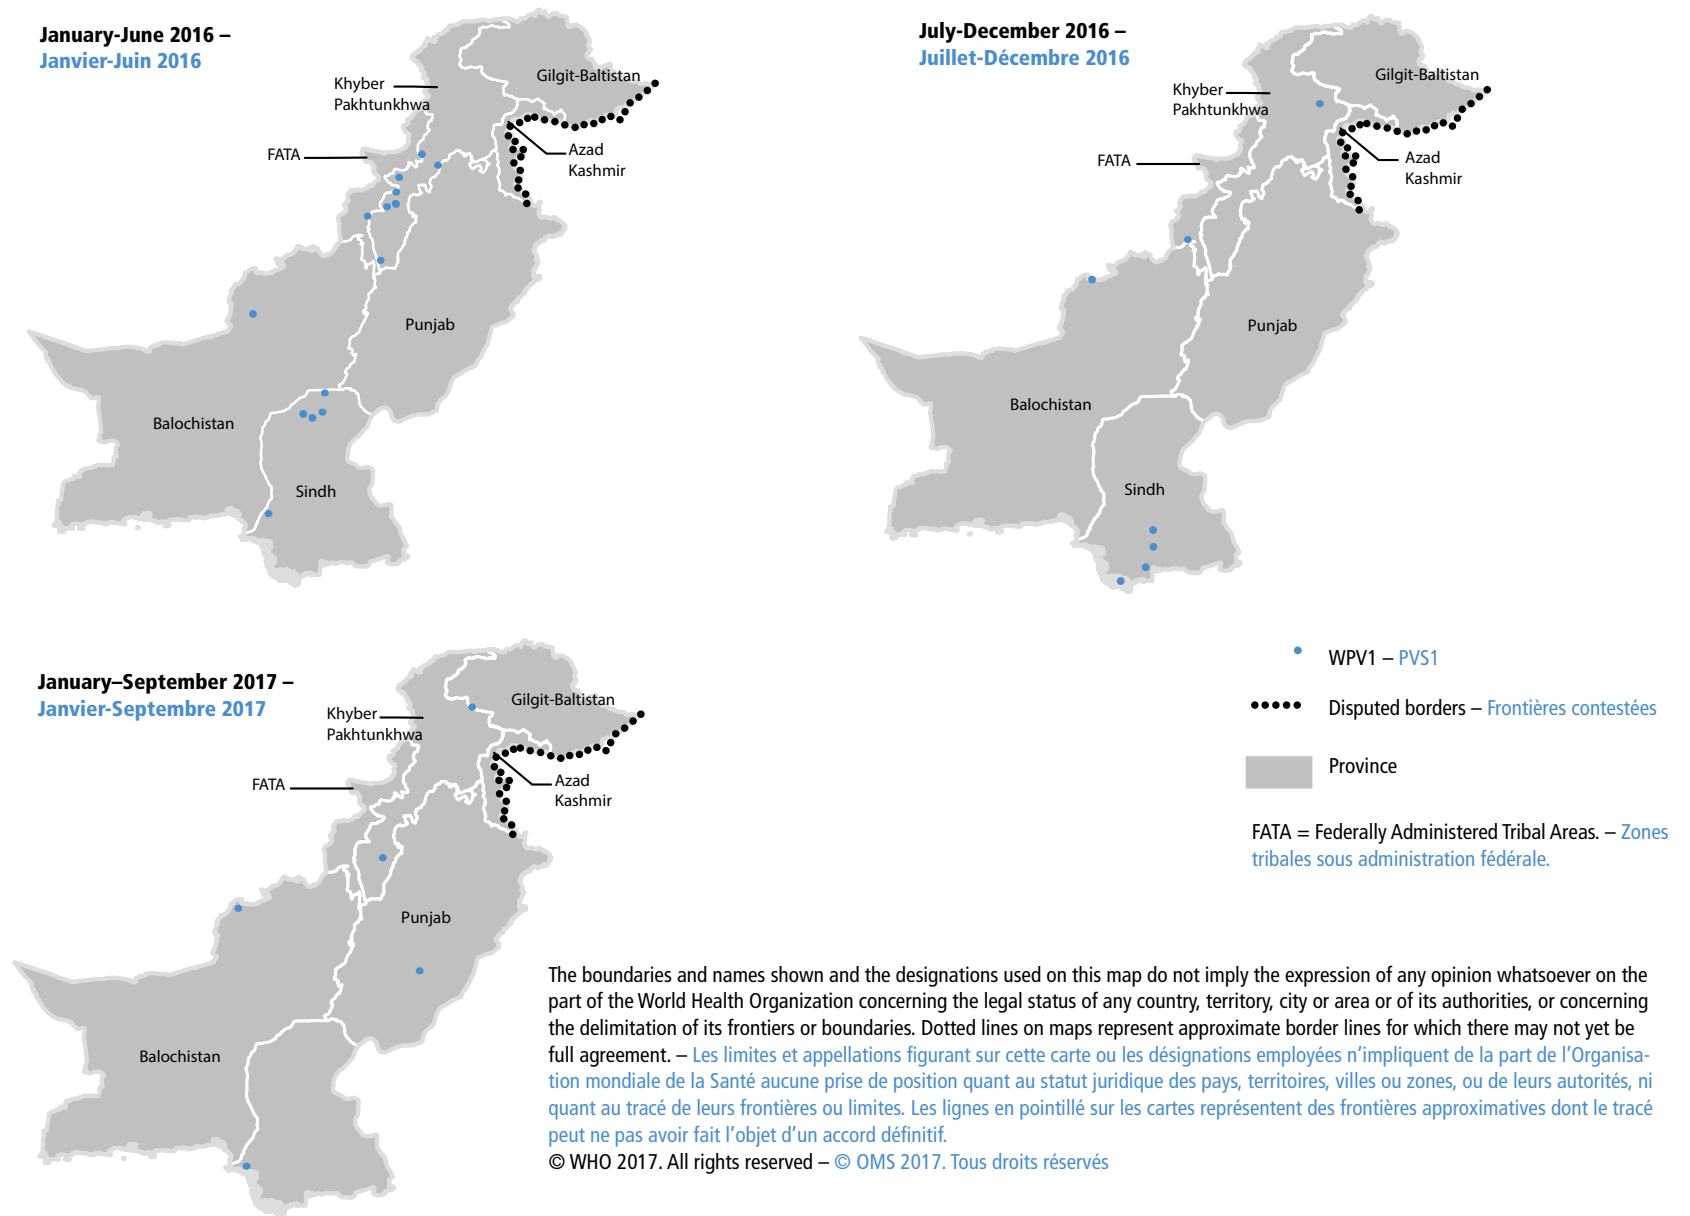 January-June 2016 –
Janvier-Juin 2016
Khyber
Pakhtunkhwa
Gilgit-Baltistan
FATA
Azad
Kashmir
Punjab
Balochistan
Sindh
July-December 2016 –
Juillet-Décembre 2016
Khyber
Pakhtunkhwa
Gilgit-Baltistan
FATA
Azad
Kashmir
Punjab
Balochistan
Sindh
January–September 2017 –
Janvier-Septembre 2017
Khyber
Pakhtunkhwa
Gilgit-Baltistan
FATA
Azad
Kashmir
Punjab
Balochistan
WPV1 – PVS1
Disputed borders – Frontières contestées
Province
FATA = Federally Administered Tribal Areas. – Zones
tribales sous administration fédérale.
The boundaries and names shown and the designations used on this map do not imply the expression of any opinion whatsoever on the
part of the World Health Organization concerning the legal status of any country, territory, city or area or of its authorities, or concerning
the delimitation of its frontiers or boundaries. Dotted lines on maps represent approximate border lines for which there may not yet be
full agreement. – Les limites et appellations figurant sur cette carte ou les désignations employées n’impliquent de la part de l’Organisa-
tion mondiale de la Santé aucune prise de position quant au statut juridique des pays, territoires, villes ou zones, ou de leurs autorités, ni
quant au tracé de leurs frontières ou limites. Les lignes en pointillé sur les cartes représentent des frontières approximatives dont le tracé
peut ne pas avoir fait l’objet d’un accord définitif.
© WHO 2017. All rights reserved – © OMS 2017. Tous droits réservés